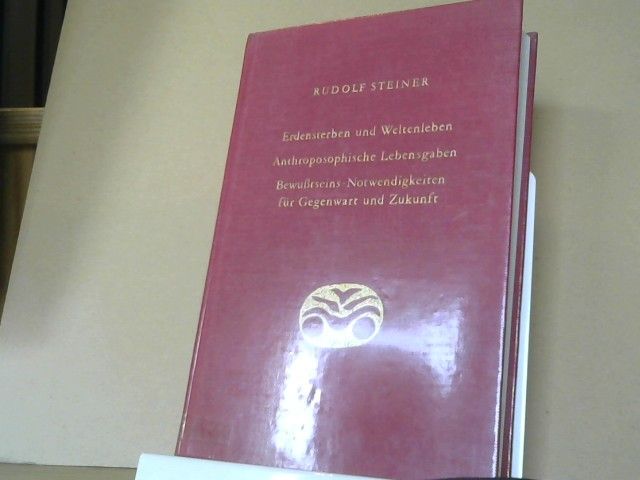 RUDOLF STEINER
Erdensterben und Weltenleben
Anthroposophische Lebensgaben
Bewußtseins-Notwendigkeiten
für Gegenwart und Zukunft